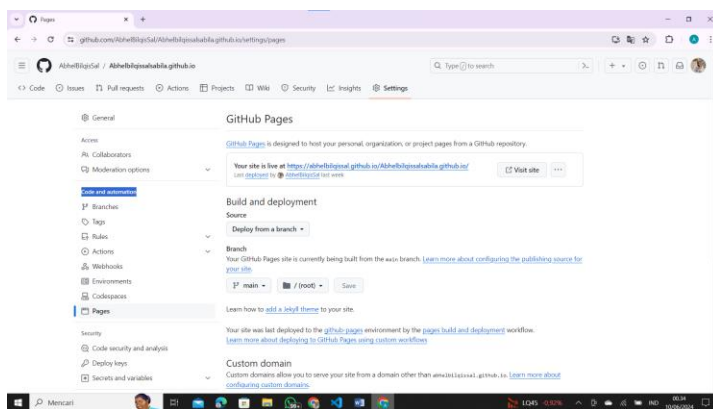 Pages
github.com/AbhelBilqisSal/Abhelbilqissalsabila.github.io/settings/pages
AbhelBilqisSal / Abhelbilqissalsabila.github.io
Type / to search
Code Issues Pull requests Actions Projects Wiki Security Insights Settings
General
Access
Collaborators
Moderation options
Code and automation
Branches
Tags
Rules
Actions
Webhooks
Environments
Codespaces
Pages
Security
Code security and analysis
Deploy keys
Secrets and variables
GitHub Pages
GitHub Pages is designed to host your personal, organization, or project pages from a GitHub repository.
Your site is live at https://abhelbilqissal.github.io/Abhelbilqissalsabila.github.io/
Last deployed by AbhelBilqisSal last week
Visit site
Build and deployment
Source
Deploy from a branch
Branch
Your GitHub Pages site is currently being built from the main branch. Learn more about configuring the publishing source for
your site.
main / (root) Save
Learn how to add a Jekyll theme to your site.
Your site was last deployed to the github-pages environment by the pages build and deployment workflow.
Learn more about deploying to GitHub Pages using custom workflows
Custom domain
Custom domains allow you to serve your site from a domain other than abhelbilqissal.github.io. Learn more about
configuring custom domains.
Mencari
LQ45 -0,92%
IND
00.34
10/06/2024